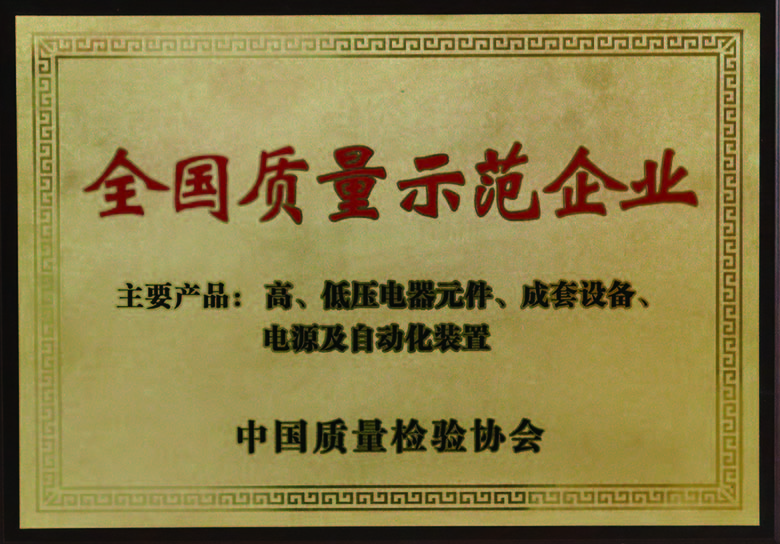 全国质量示范企业
主要产品：高、低压电器元件、成套设备、
电源及自动化装置
中国质量检验协会